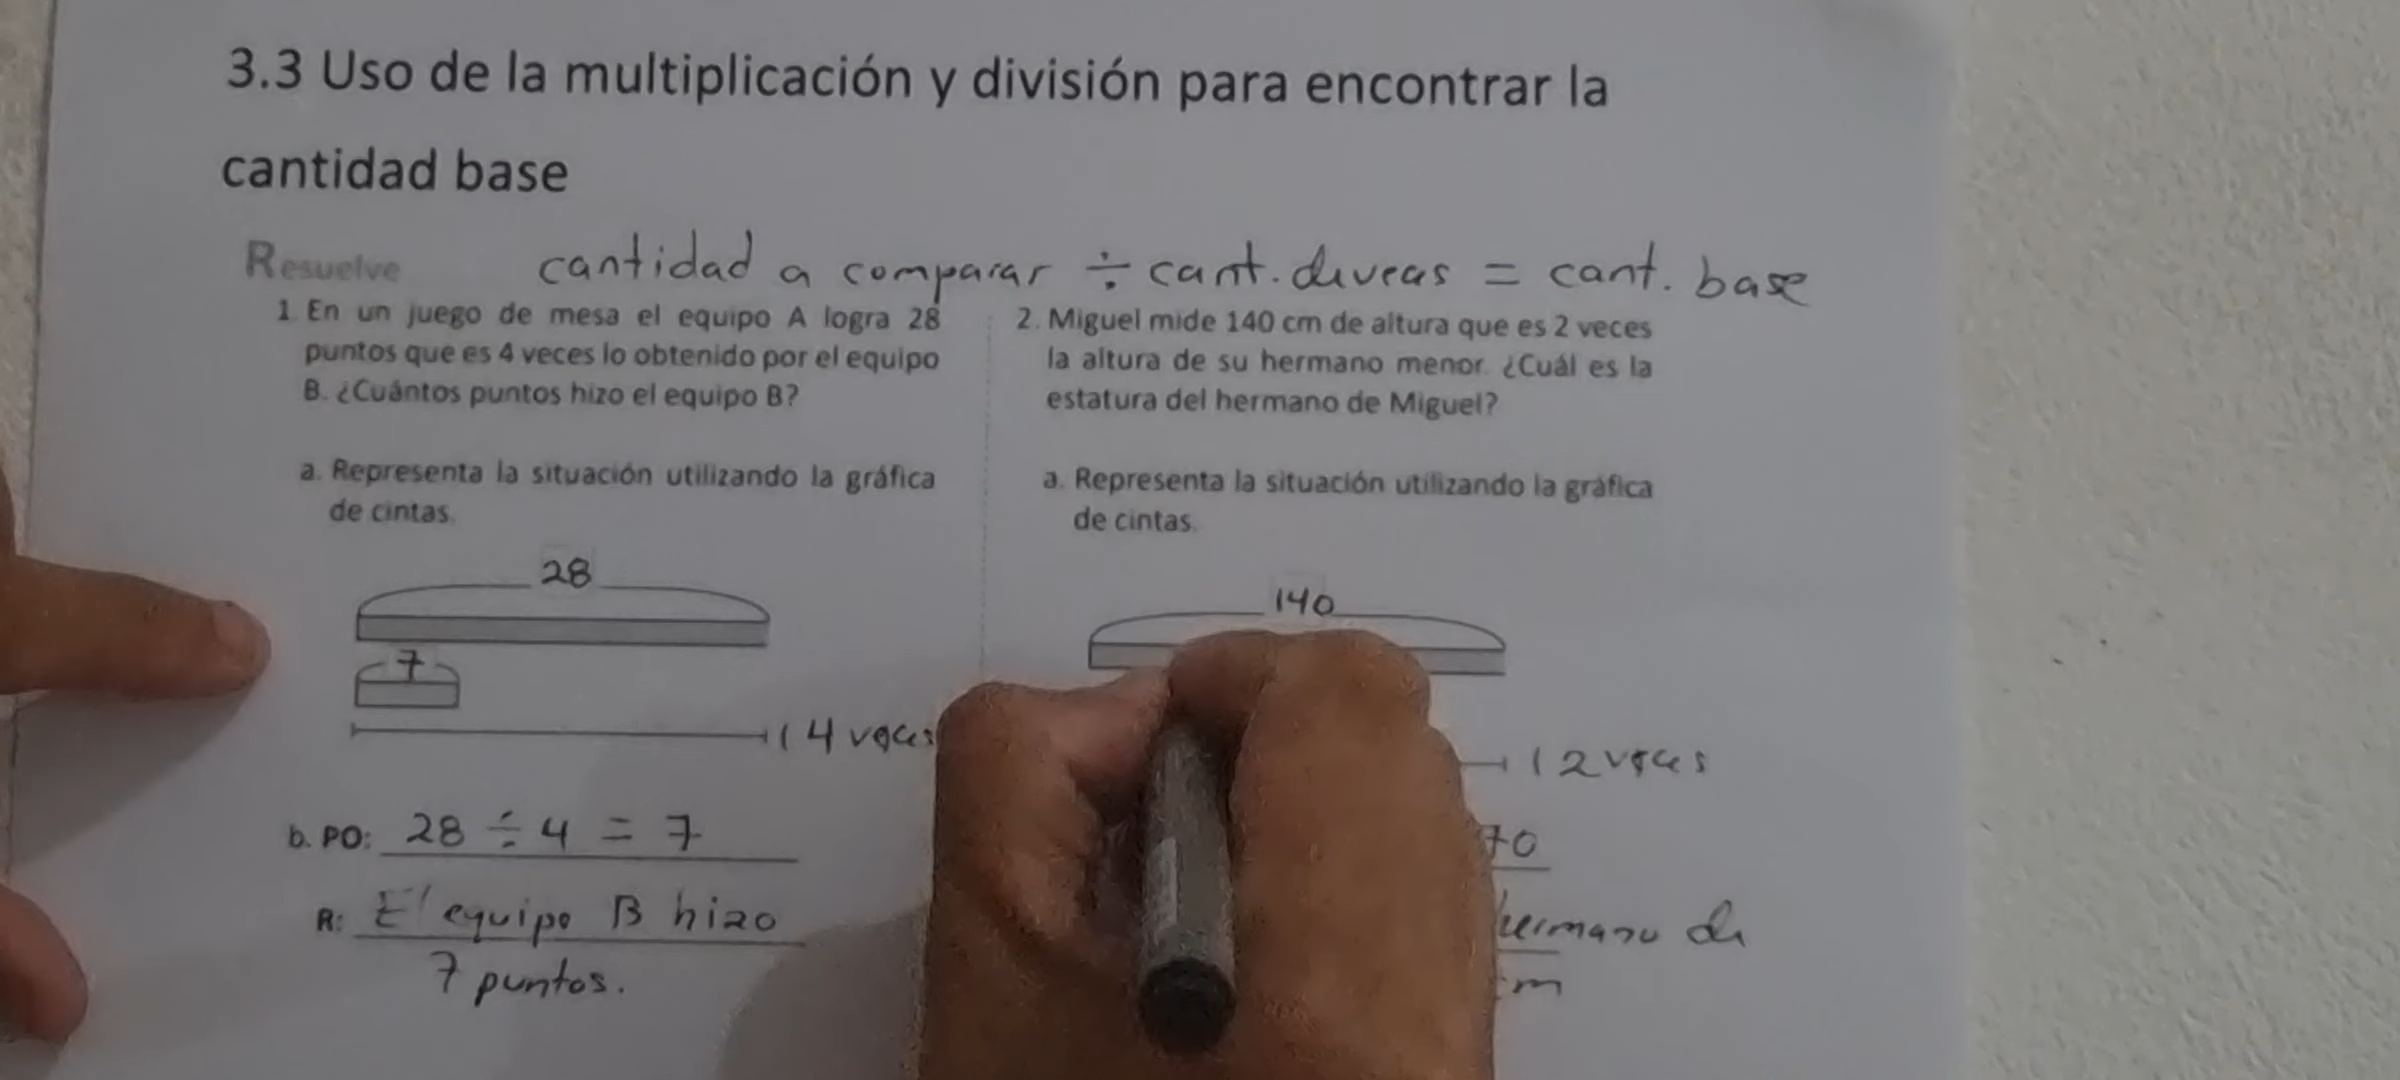 3.3 Uso de la multiplicación y división para encontrar la
cantidad base
Resuelve
cantidad a comparar ÷ cant. de veces = cant. base
1. En un juego de mesa el equipo A logra 28
puntos que es 4 veces lo obtenido por el equipo
B. ¿Cuántos puntos hizo el equipo B?
a. Representa la situación utilizando la gráfica
de cintas.
28
7
4 veces
b. PO: 28 ÷ 4 = 7
R: El equipo B hizo
7 puntos.
2. Miguel mide 140 cm de altura que es 2 veces
la altura de su hermano menor. ¿Cuál es la
estatura del hermano de Miguel?
a. Representa la situación utilizando la gráfica
de cintas.
140
2 veces
70
hermano de
m